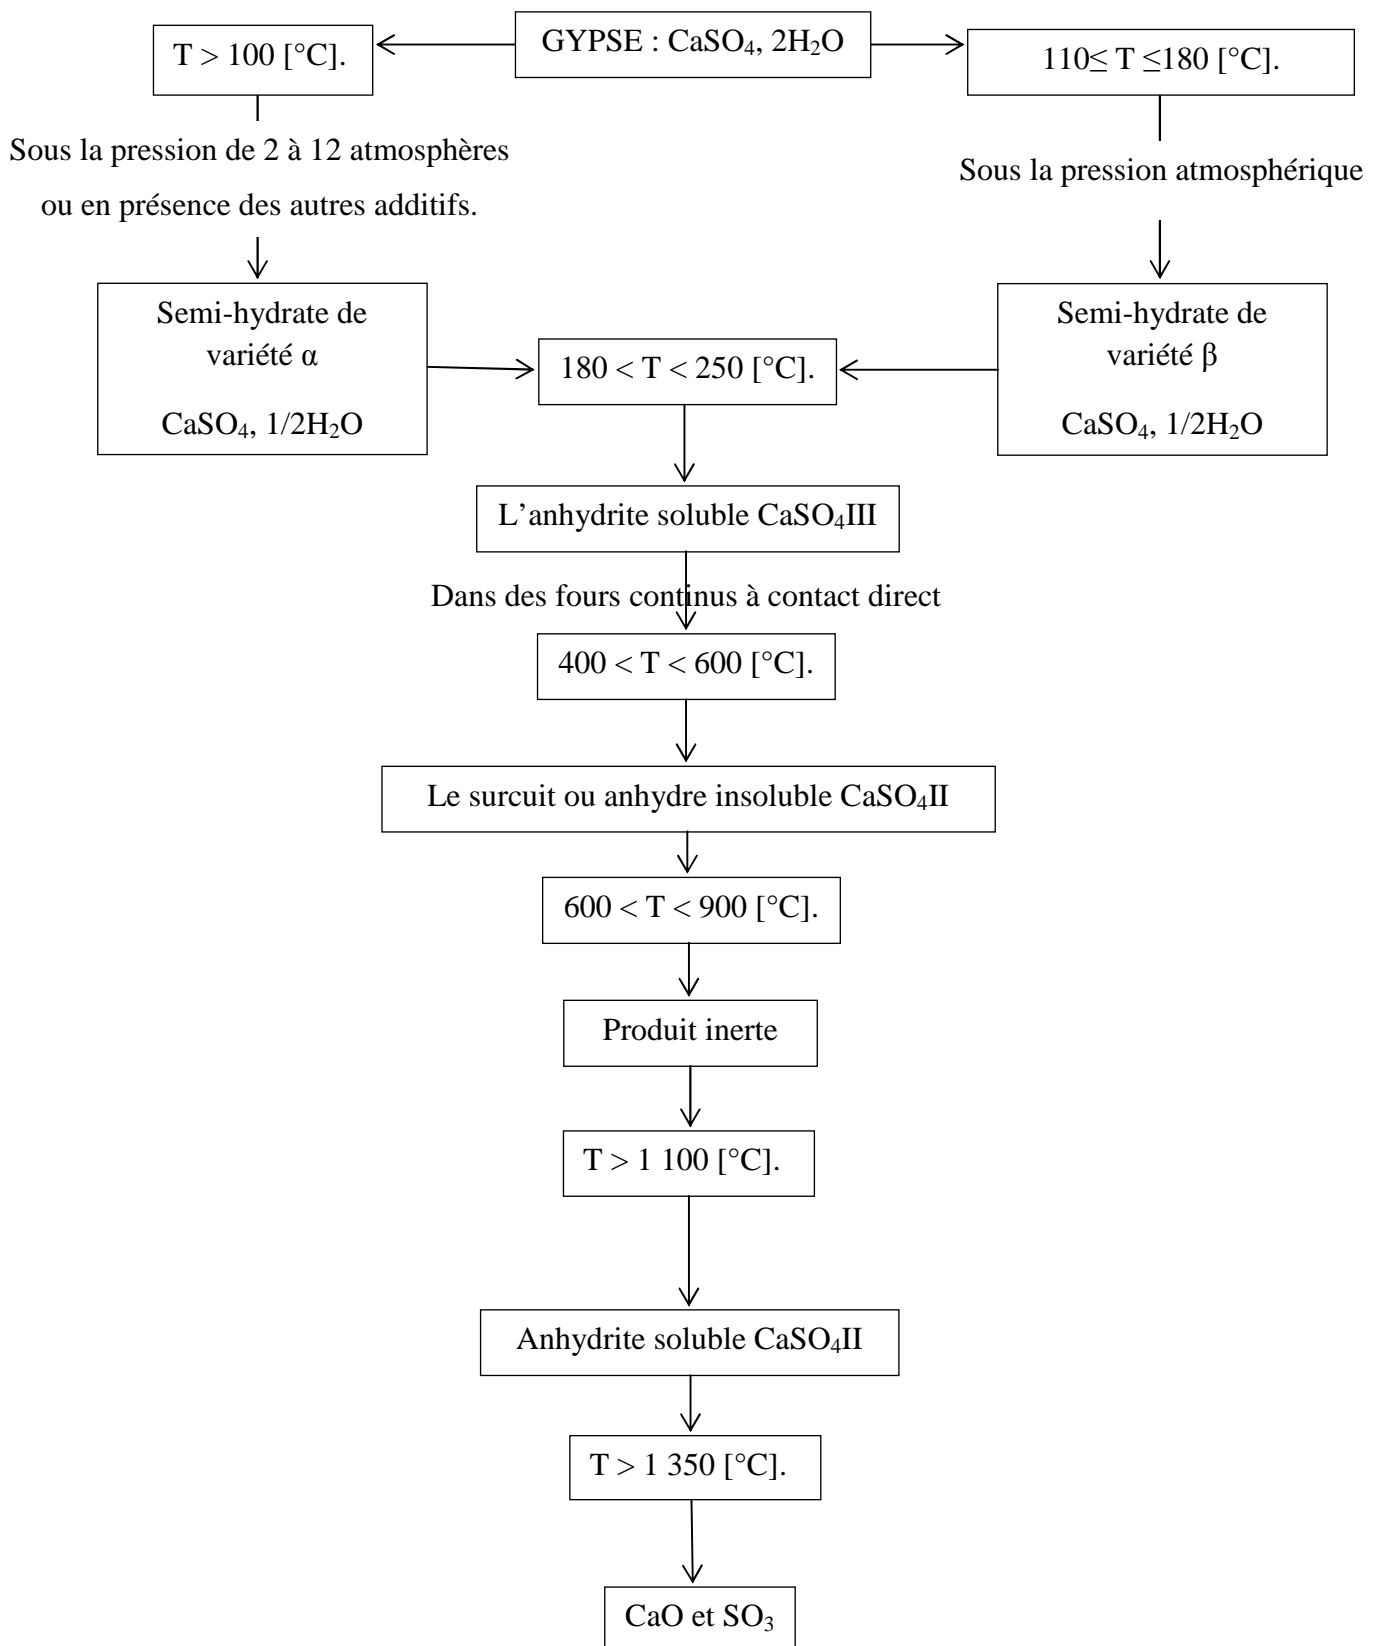 GYPSE : CaSO₄, 2H₂O
T > 100 [°C].
110≤ T ≤180 [°C].
Sous la pression de 2 à 12 atmosphères
ou en présence des autres additifs.
Sous la pression atmosphérique
Semi-hydrate de
variété α
CaSO₄, 1/2H₂O
Semi-hydrate de
variété β
CaSO₄, 1/2H₂O
180 < T < 250 [°C].
L’anhydrite soluble CaSO₄III
Dans des fours continus à contact direct
400 < T < 600 [°C].
Le surcuit ou anhydre insoluble CaSO₄II
600 < T < 900 [°C].
Produit inerte
T > 1 100 [°C].
Anhydrite soluble CaSO₄II
T > 1 350 [°C].
CaO et SO₃